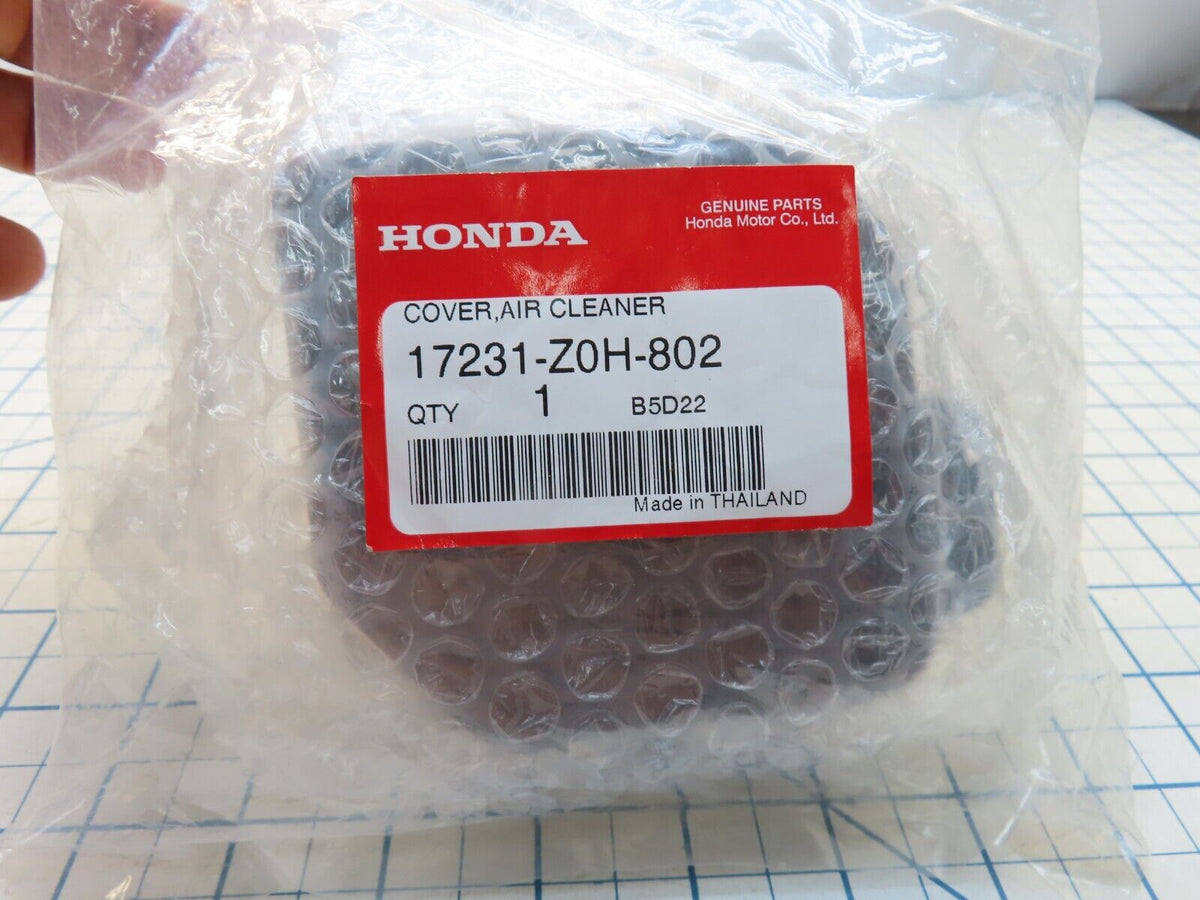 HONDA
GENUINE PARTS
Honda Motor Co., Ltd.
COVER,AIR CLEANER
17231-Z0H-802
QTY 1 B5D22
Made in THAILAND